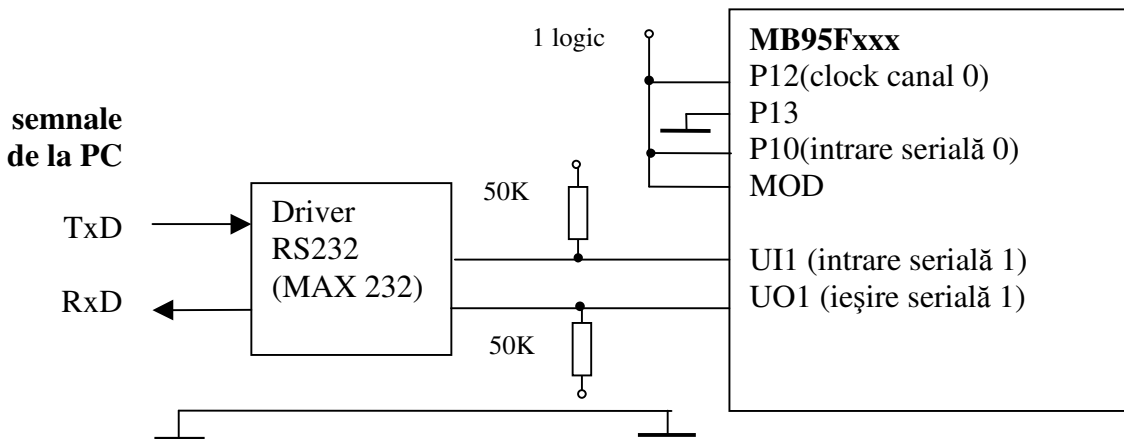 1 logic
MB95Fxxx
P12(clock canal 0)
P13
P10(intrare serială 0)
MOD
semnale
de la PC
50K
TxD
RxD
Driver
RS232
(MAX 232)
UI1 (intrare serială 1)
UO1 (ieşire serială 1)
50K